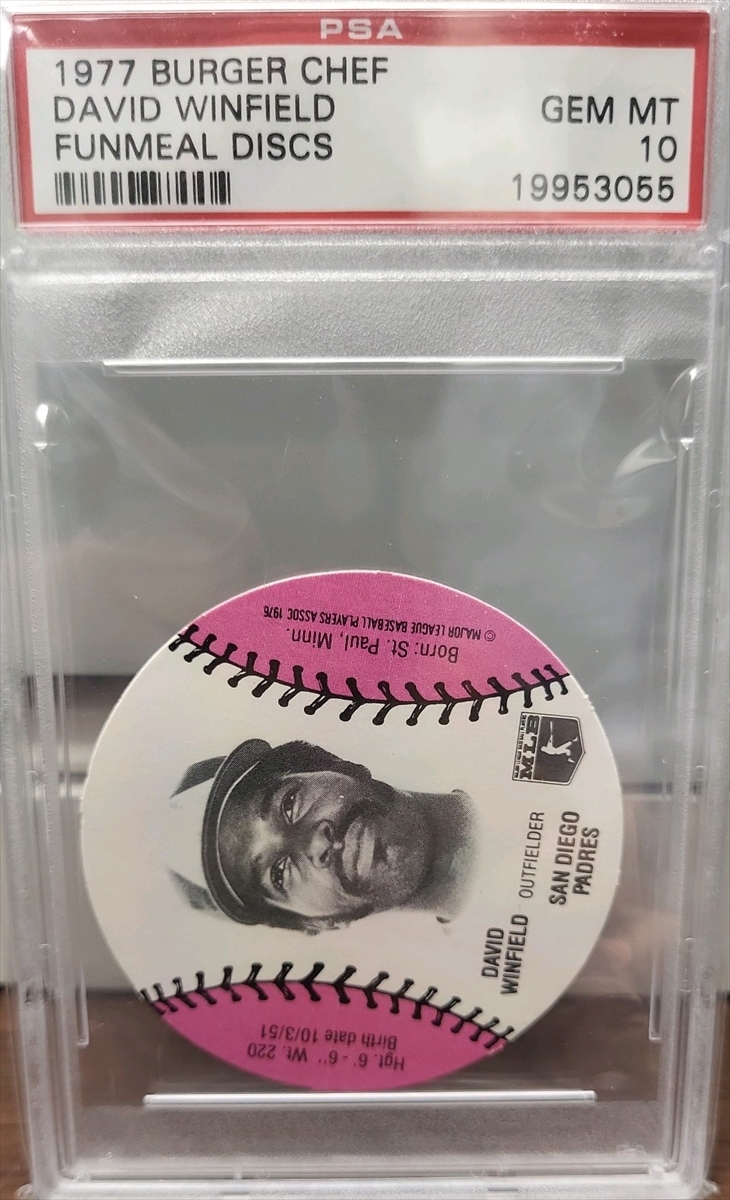 PSA
1977 BURGER CHEF
DAVID WINFIELD
FUNMEAL DISCS
GEM MT
10
19953055
© MAJOR LEAGUE BASEBALL PLAYERS ASSOC 1976
Born: St. Paul, Minn.
MLB
DAVID
WINFIELD
OUTFIELDER
SAN DIEGO
PADRES
Hgt. 6' - 6" Wt. 220
Birth date 10/3/51